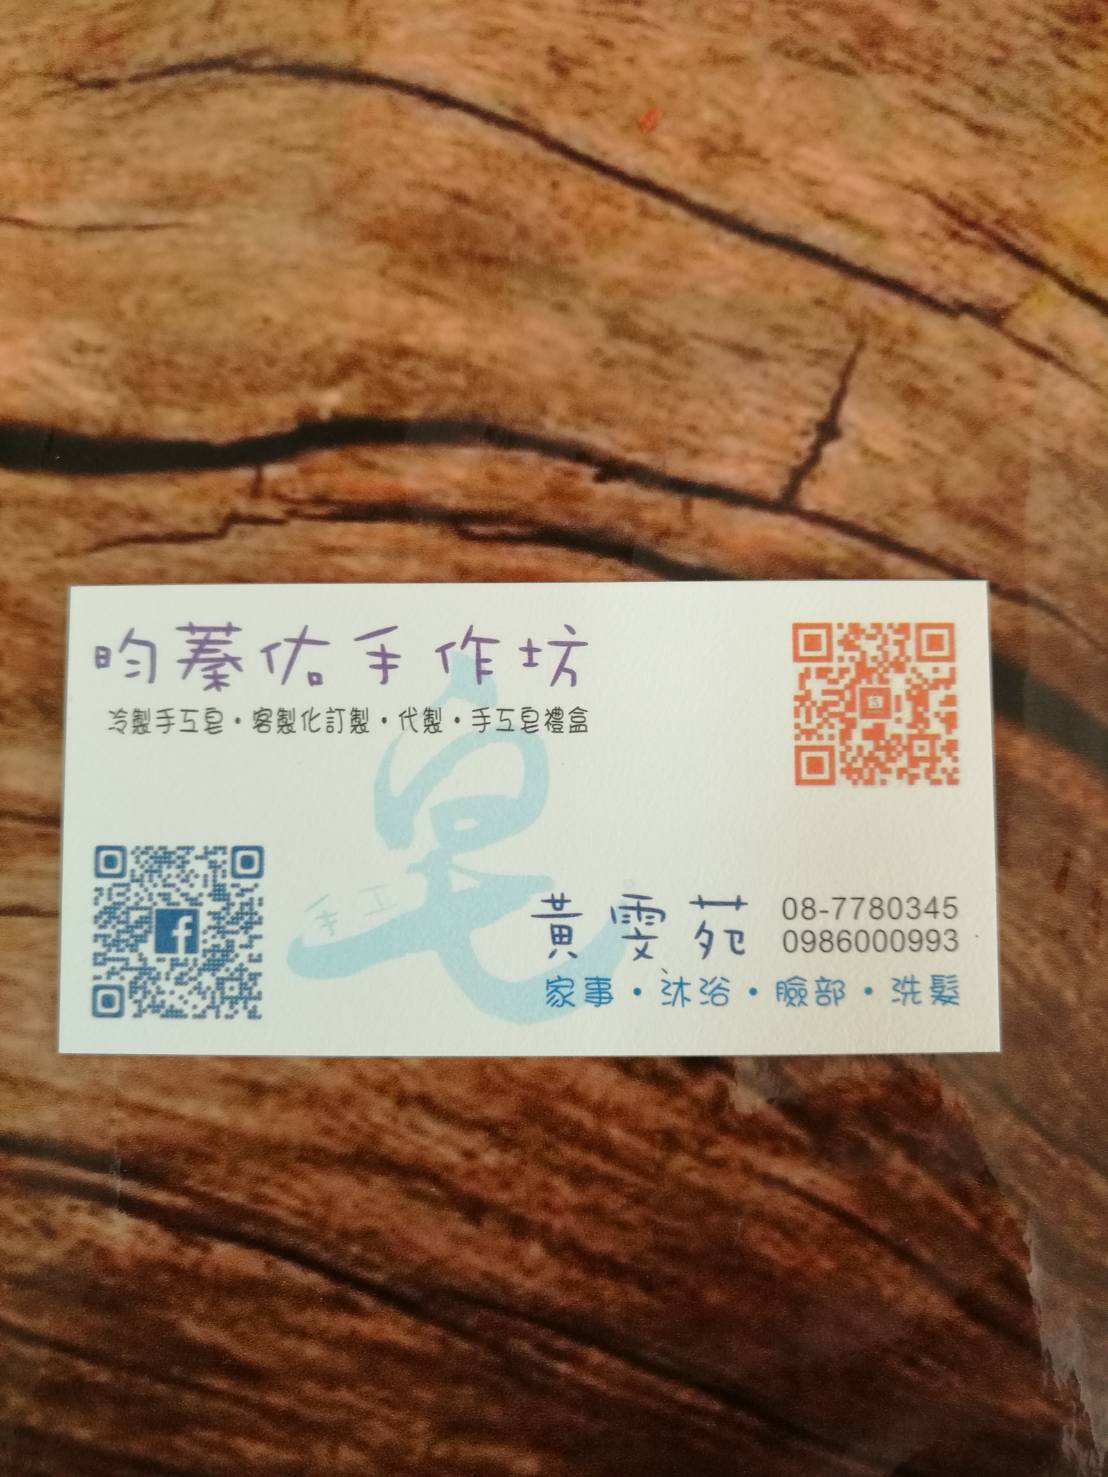 昀蓁佑手作坊
冷製手工皂・客製化訂製・代製・手工皂禮盒
皂
手工
黃雯苑
08-7780345
0986000993
家事・沐浴・臉部・洗髮